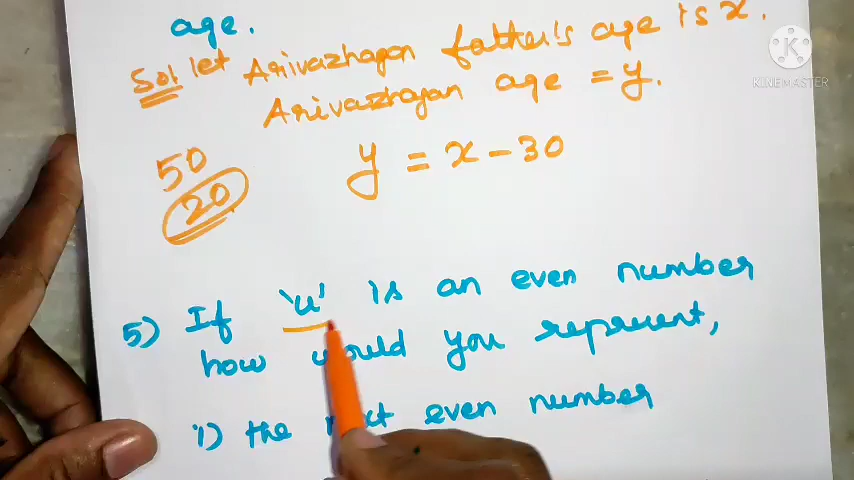 age.
Sol let Arivazhagan father's age is x.
Arivazhagan age = y.
50
20
y = x - 30
5) If 'u' is an even number
how would you represent,
i) the next even number
KINEMASTER